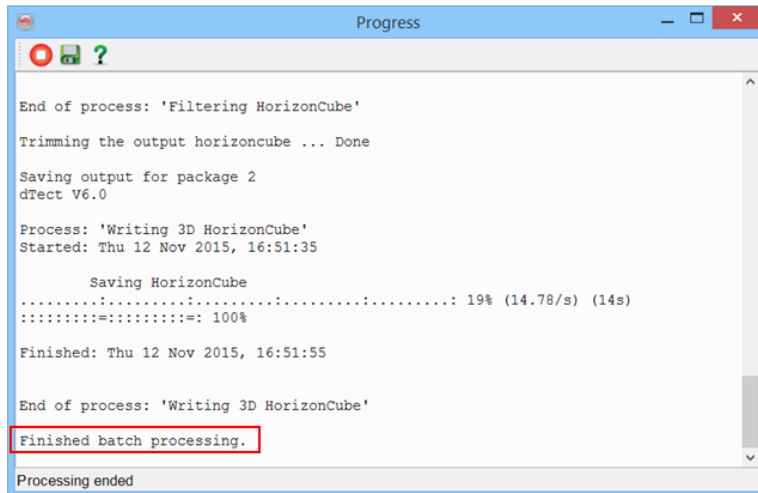 Progress
End of process: 'Filtering HorizonCube'
Trimming the output horizoncube ... Done
Saving output for package 2
dTect V6.0
Process: 'Writing 3D HorizonCube'
Started: Thu 12 Nov 2015, 16:51:35
Saving HorizonCube
.........:.........:.........:.........:.........: 19% (14.78/s) (14s)
:::::::::=:::::::::=: 100%
Finished: Thu 12 Nov 2015, 16:51:55
End of process: 'Writing 3D HorizonCube'
Finished batch processing.
Processing ended